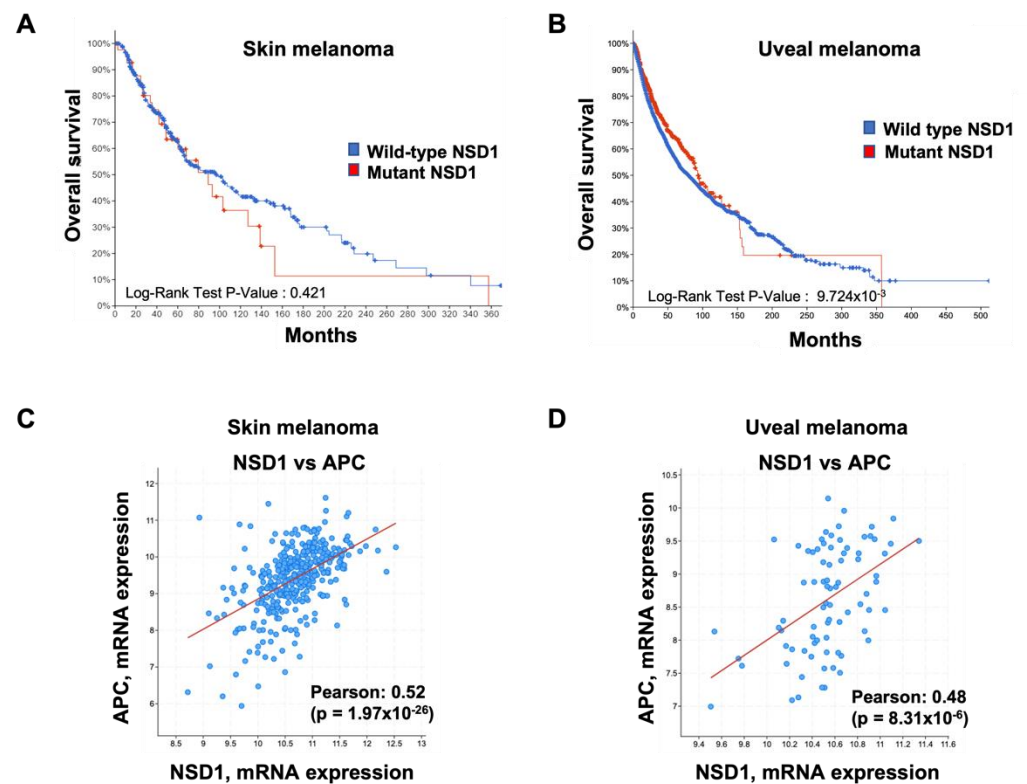 A
Skin melanoma
Overall survival
100%
90%
80%
70%
60%
50%
40%
30%
20%
10%
0%
Wild-type NSD1
Mutant NSD1
Log-Rank Test P-Value : 0.421
0 20 40 60 80 100 120 140 160 180 200 220 240 260 280 300 320 340 360
Months
B
Uveal melanoma
Overall survival
100%
90%
80%
70%
60%
50%
40%
30%
20%
10%
0%
Wild type NSD1
Mutant NSD1
Log-Rank Test P-Value : 9.724x10⁻³
0 50 100 150 200 250 300 350 400 450 500
Months
C
Skin melanoma
NSD1 vs APC
APC, mRNA expression
12
11
10
9
8
7
6
Pearson: 0.52
(p = 1.97x10⁻²⁶)
8.5 9 9.5 10 10.5 11 11.5 12 12.5 13
NSD1, mRNA expression
D
Uveal melanoma
NSD1 vs APC
APC, mRNA expression
10.5
10
9.5
9
8.5
8
7.5
7
Pearson: 0.48
(p = 8.31x10⁻⁶)
9.4 9.6 9.8 10 10.2 10.4 10.6 10.8 11 11.2 11.4 11.6
NSD1, mRNA expression